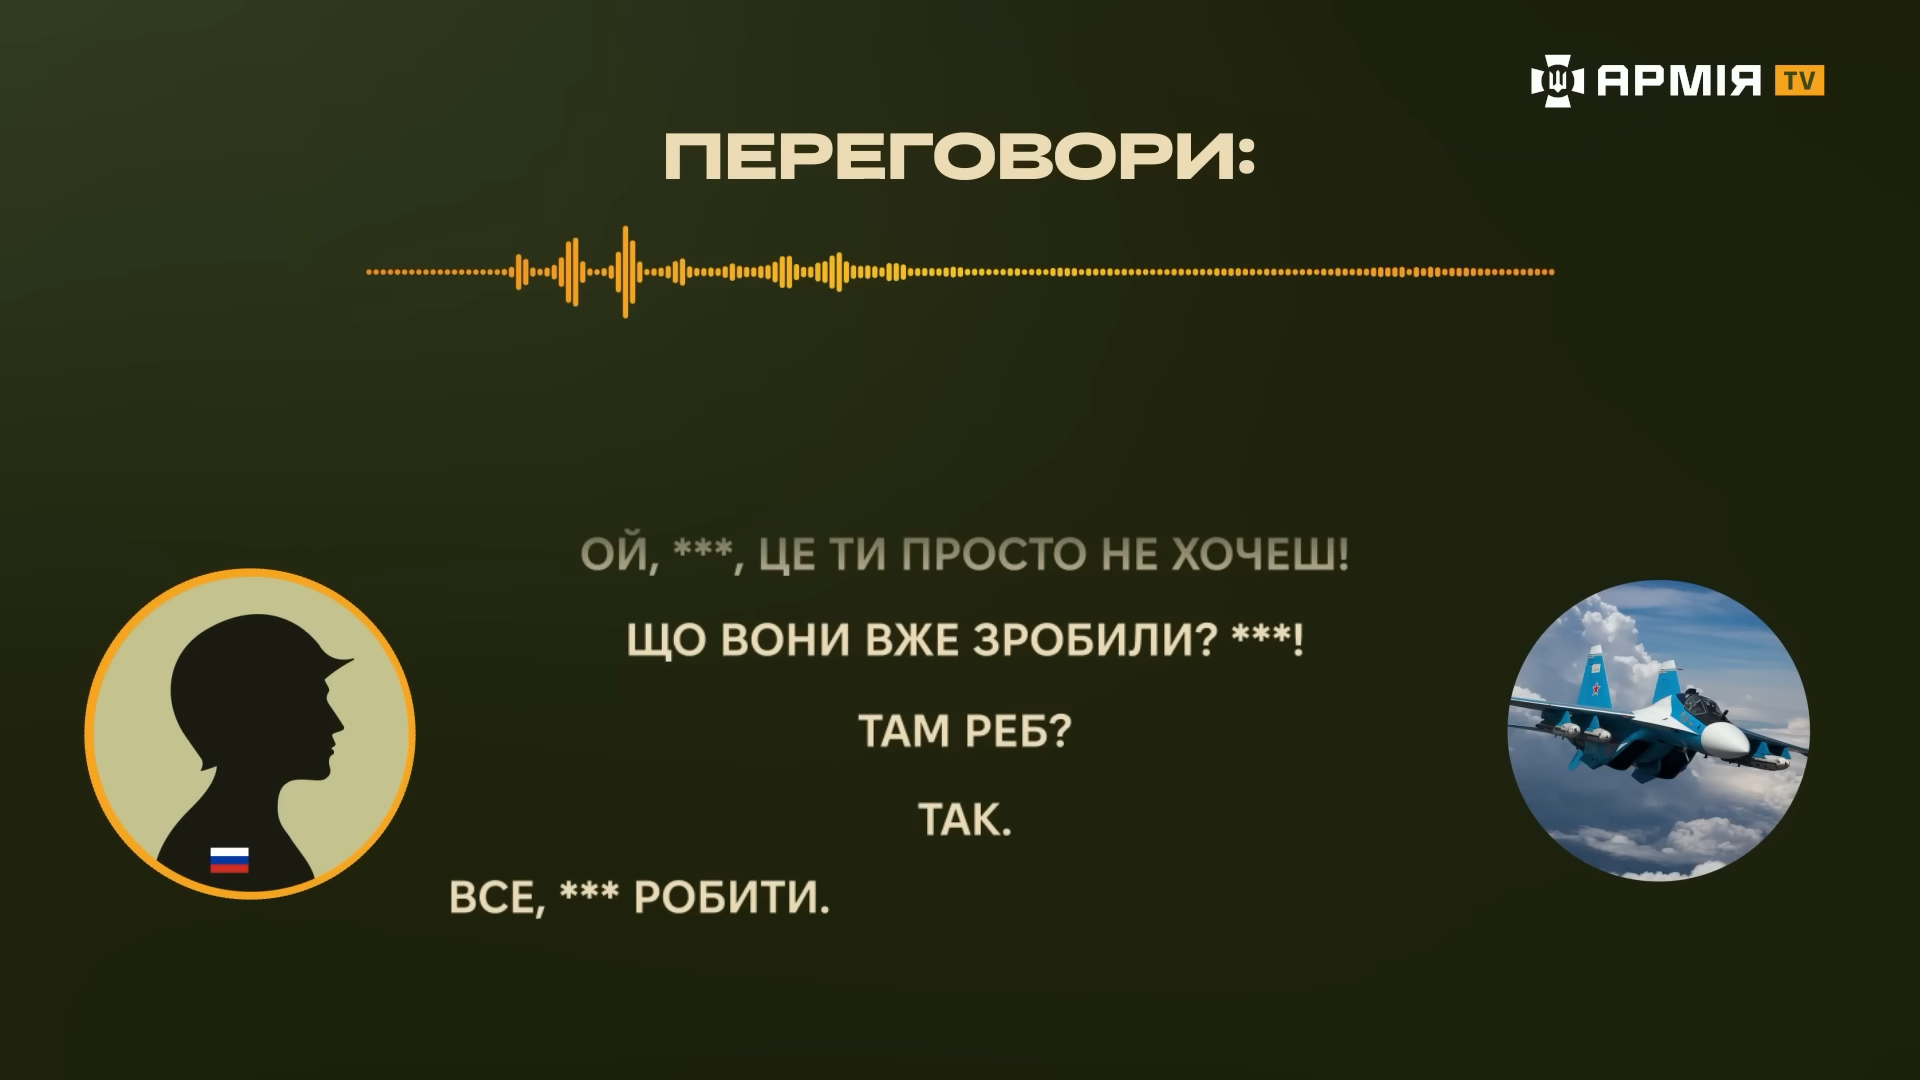 АРМІЯ TV
ПЕРЕГОВОРИ:
ОЙ, ***, ЦЕ ТИ ПРОСТО НЕ ХОЧЕШ!
ЩО ВОНИ ВЖЕ ЗРОБИЛИ? ***!
ТАМ РЕБ?
ТАК.
ВСЕ, *** РОБИТИ.